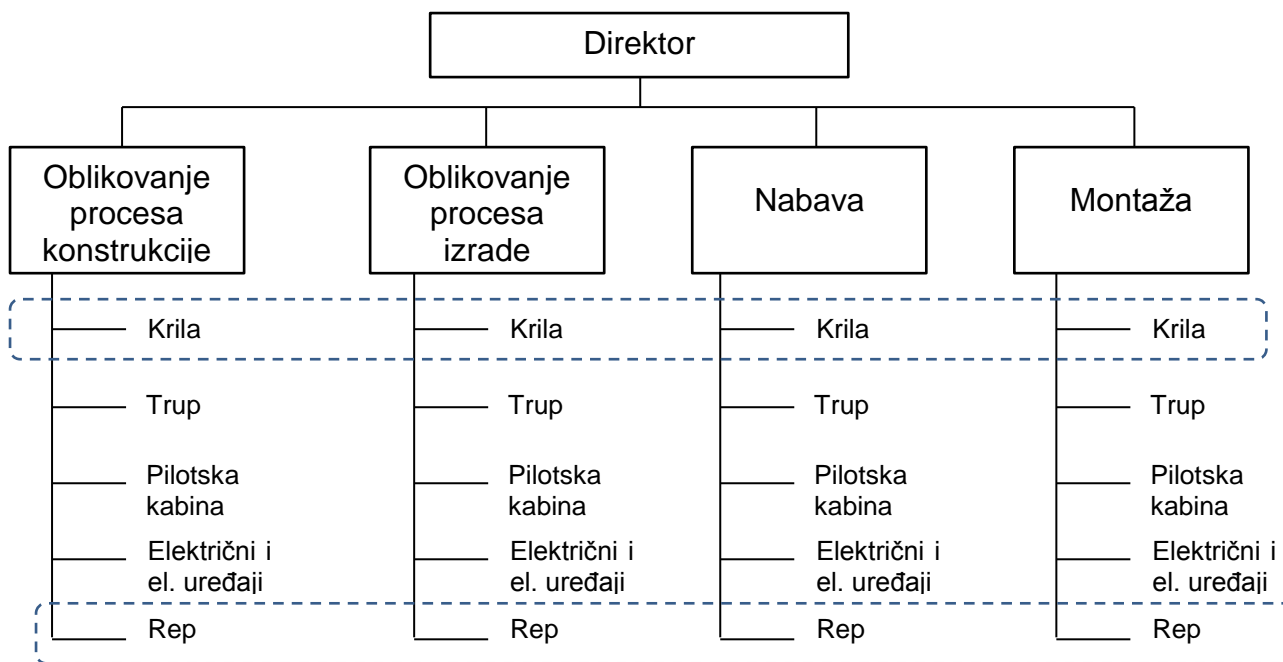 Direktor
Oblikovanje
procesa
konstrukcije
Oblikovanje
procesa
izrade
Nabava
Montaža
Krila
Krila
Krila
Krila
Trup
Trup
Trup
Trup
Pilotska
kabina
Pilotska
kabina
Pilotska
kabina
Pilotska
kabina
Električni i
el. uređaji
Električni i
el. uređaji
Električni i
el. uređaji
Električni i
el. uređaji
Rep
Rep
Rep
Rep